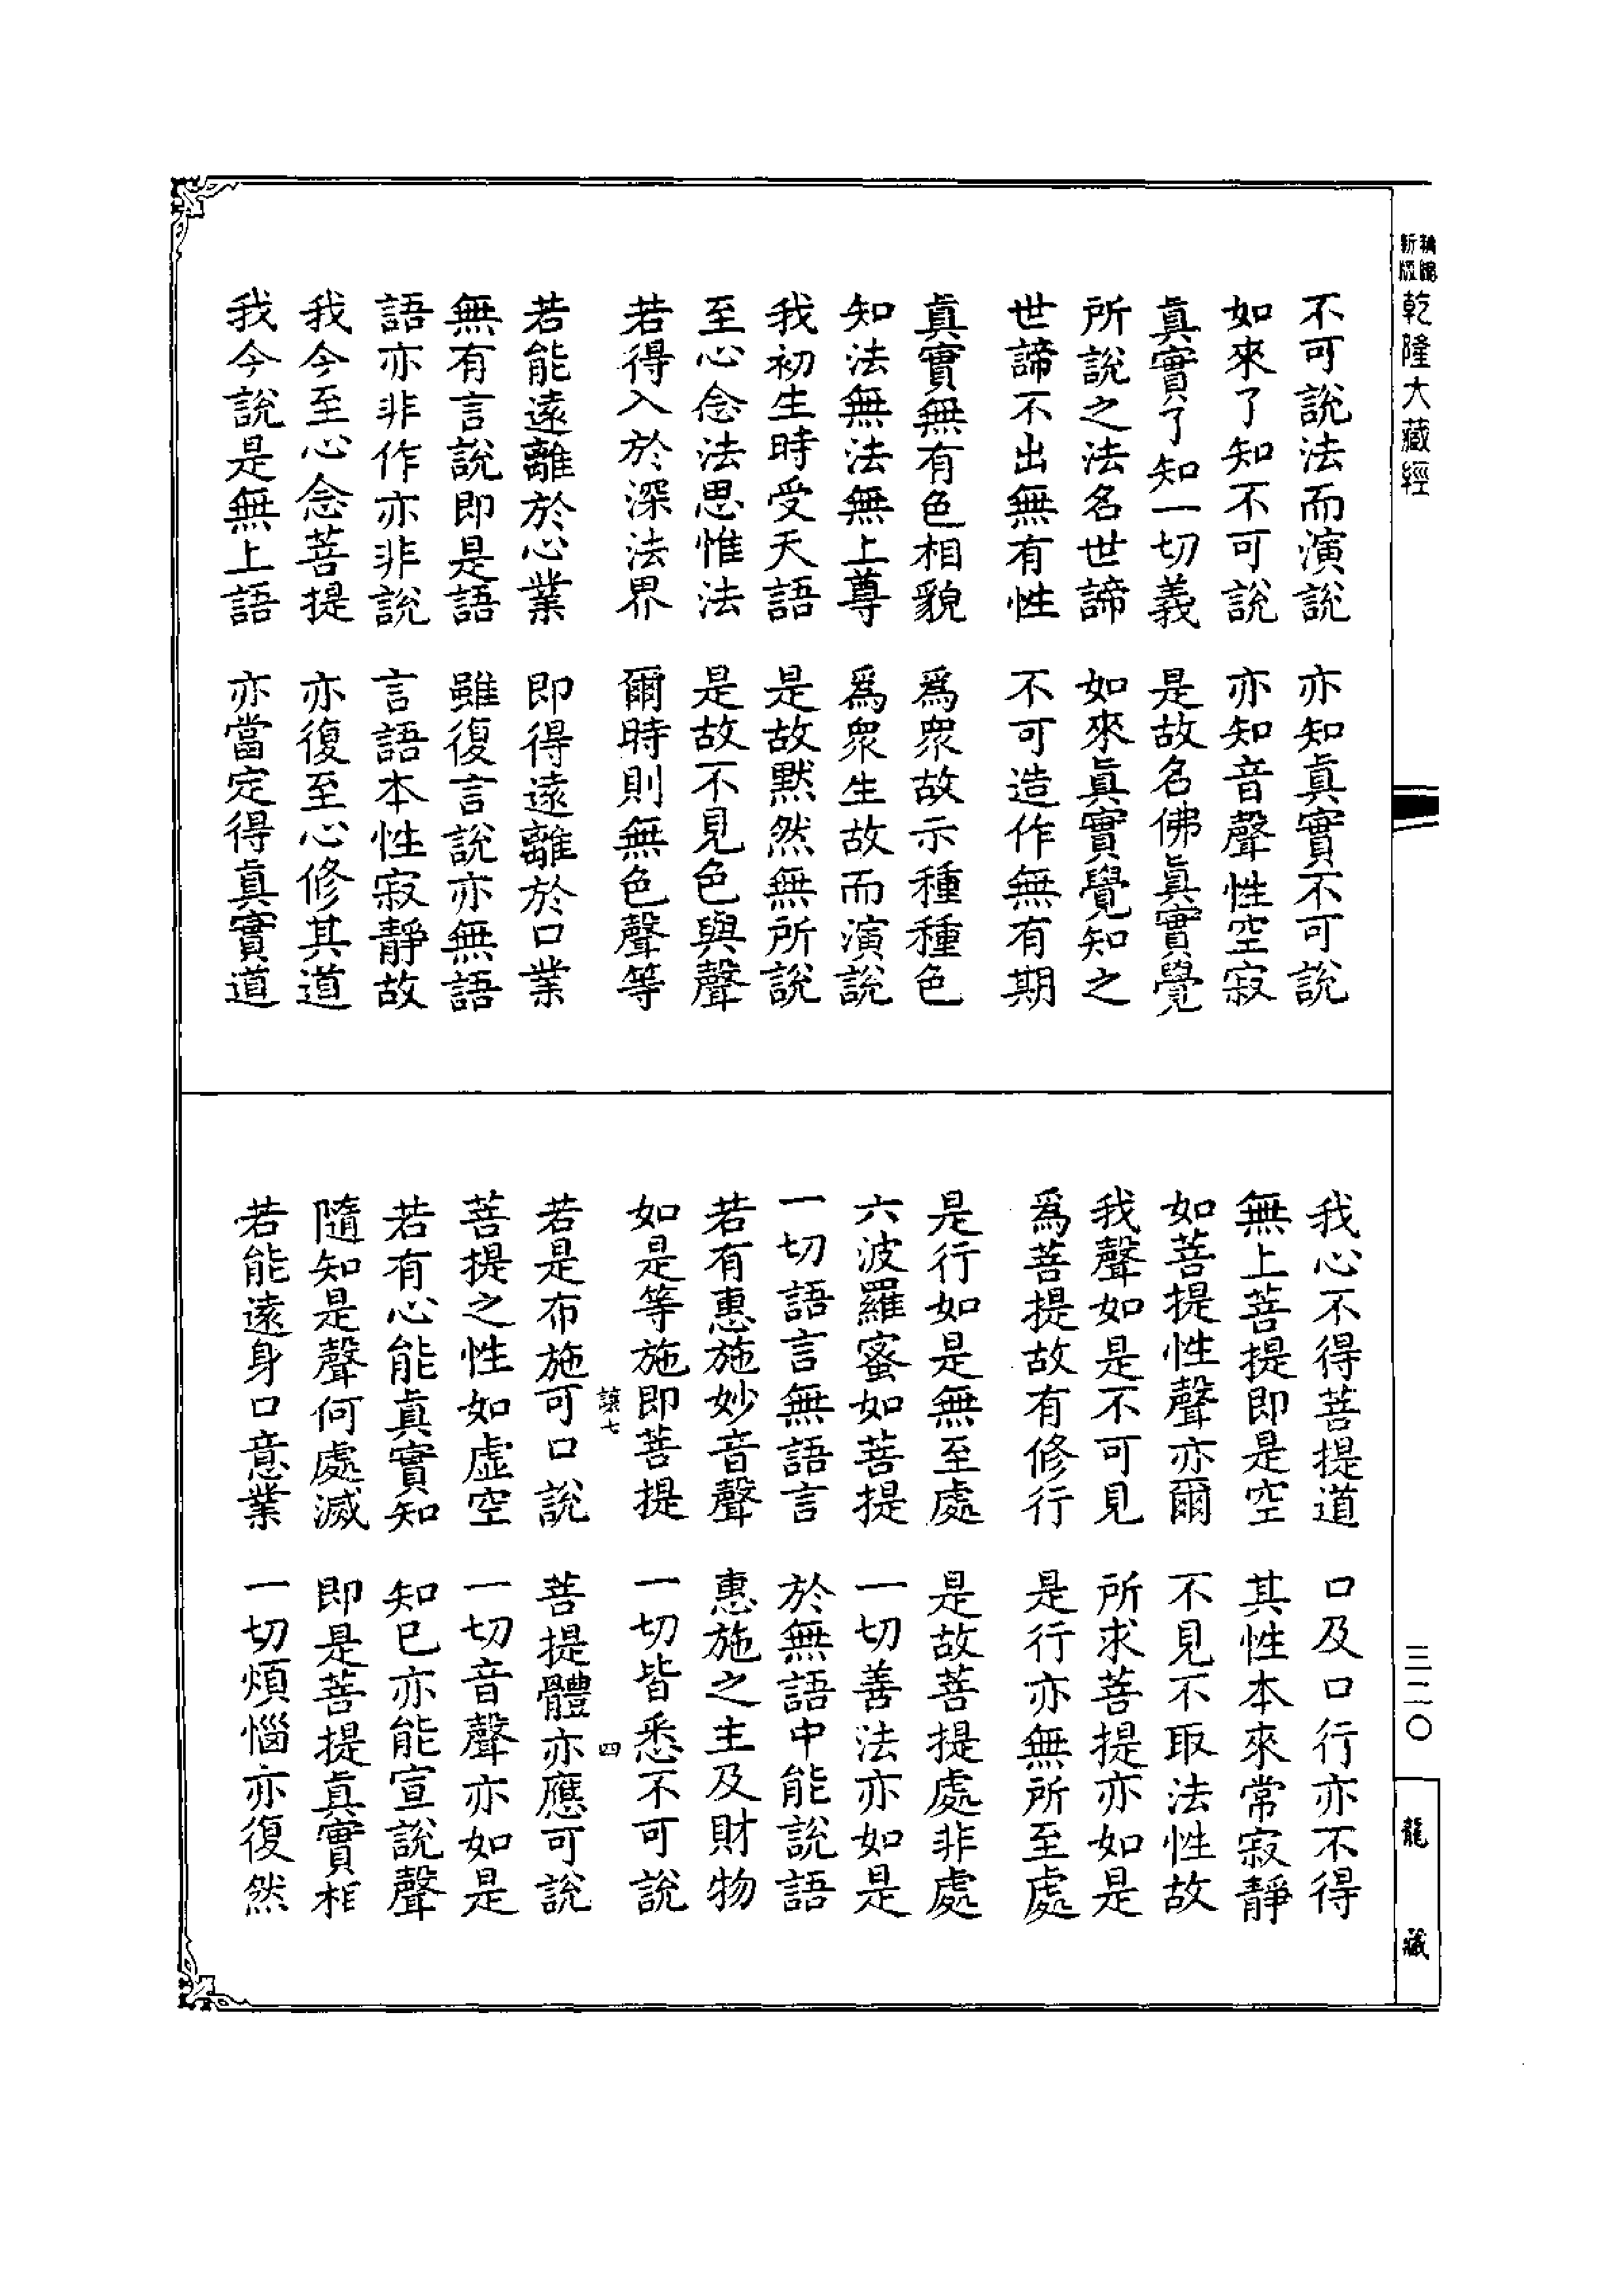 新編縮版
乾隆大藏經
三二〇
龍藏
不可說法而演說 亦知眞實不可說
如來了知不可說 亦知音聲性空寂
眞實了知一切義 是故名佛眞實覺
所說之法名世諦 如來眞實覺知之
世諦不出無有性 不可造作無有期
眞實無有色相貌 爲眾故示種種色
知法無法無上尊 爲眾生故而演說
我初生時受天語 是故默然無所說
至心念法思惟法 是故不見色與聲
若得入於深法界 爾時則無色聲等
若能遠離於心業 即得遠離於口業
無有言說即是語 雖復言說亦無語
語亦非作亦非說 言語本性寂靜故
我今至心念菩提 亦復至心修其道
我今說是無上語 亦當定得眞實道
我心不得菩提道 口及口行亦不得
無上菩提即是空 其性本來常寂靜
如菩提性聲亦爾 不見不取法性故
我聲如是不可見 所求菩提亦如是
爲菩提故有修行 是行亦無所至處
是行如是無至處 是故菩提處非處
六波羅蜜如菩提 一切善法亦如是
一切語言無語言 於無語中能說語
若有惠施妙音聲 惠施之主及財物
如是等施即菩提 一切皆悉不可說
讓七 四
若是布施可口說 菩提體亦應可說
菩提之性如虛空 一切音聲亦如是
若有心能眞實知 知已亦能宣說聲
隨知是聲何處滅 即是菩提眞實相
若能遠身口意業 一切煩惱亦復然